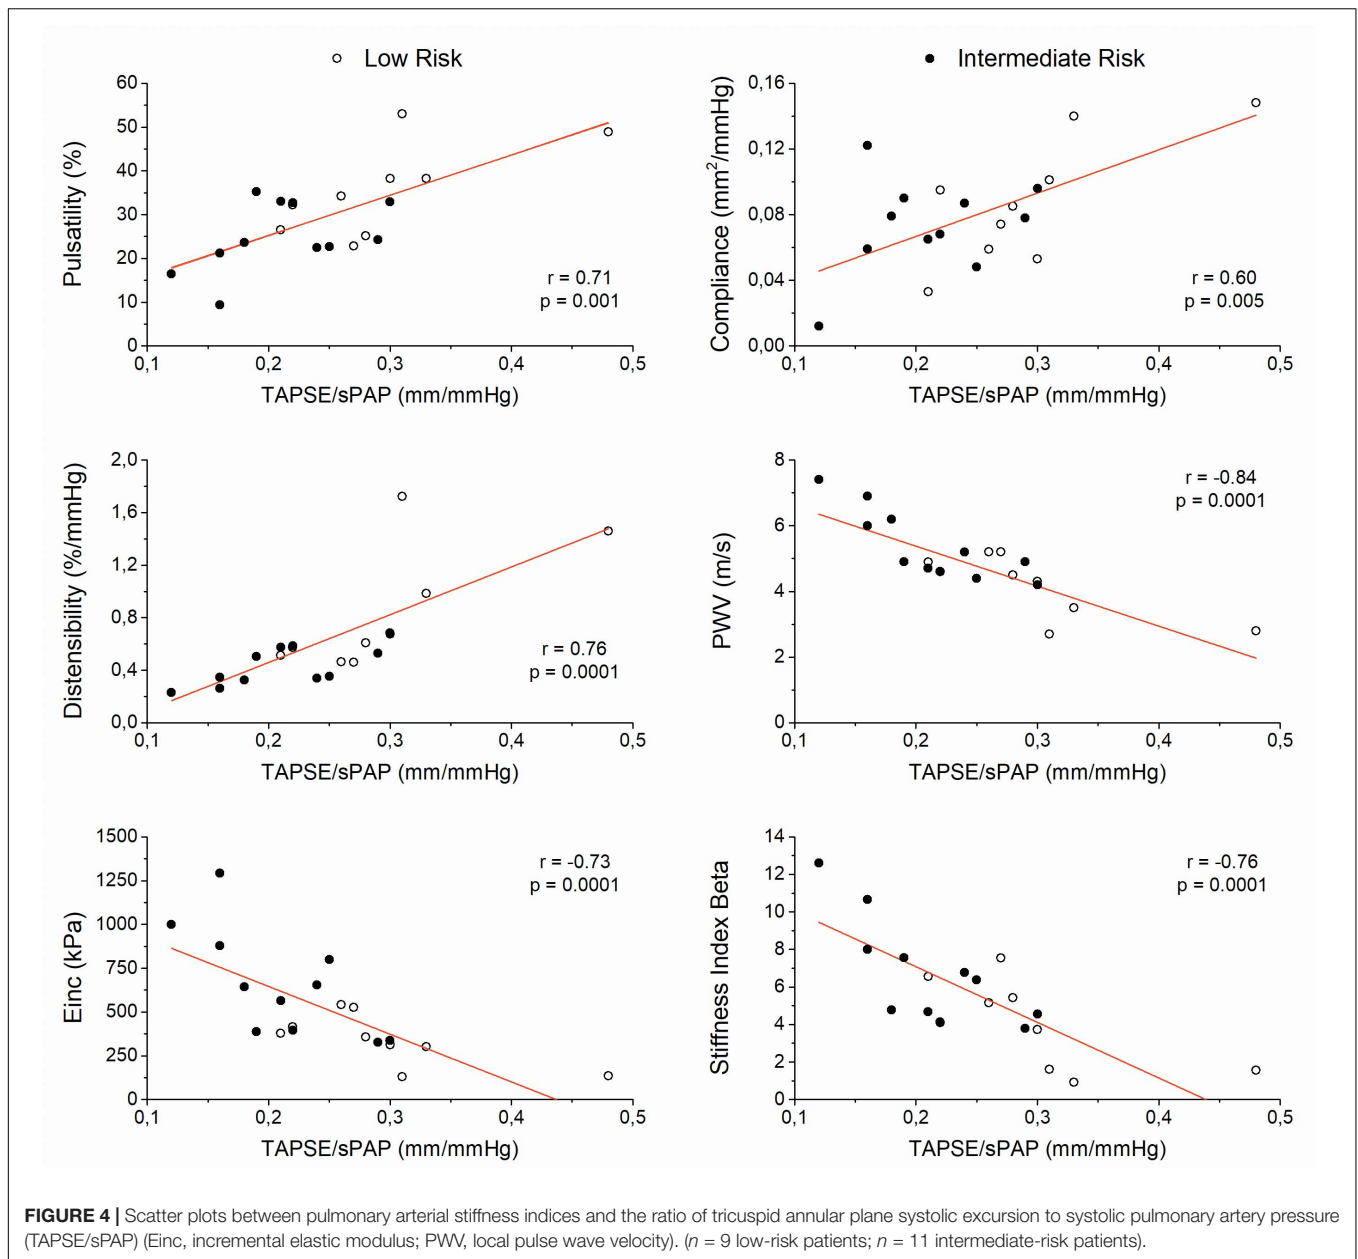 Low Risk
Intermediate Risk
60
50
40
30
20
10
0
Pulsatility (%)
r = 0.71
p = 0.001
0,1 0,2 0,3 0,4 0,5
TAPSE/sPAP (mm/mmHg)
0,16
0,12
0,08
0,04
0,00
Compliance (mm²/mmHg)
r = 0.60
p = 0.005
0,1 0,2 0,3 0,4 0,5
TAPSE/sPAP (mm/mmHg)
2,0
1,6
1,2
0,8
0,4
0,0
Distensibility (%/mmHg)
r = 0.76
p = 0.0001
0,1 0,2 0,3 0,4 0,5
TAPSE/sPAP (mm/mmHg)
8
6
4
2
0
PWV (m/s)
r = -0.84
p = 0.0001
0,1 0,2 0,3 0,4 0,5
TAPSE/sPAP (mm/mmHg)
1500
1250
1000
750
500
250
0
Einc (kPa)
r = -0.73
p = 0.0001
0,1 0,2 0,3 0,4 0,5
TAPSE/sPAP (mm/mmHg)
14
12
10
8
6
4
2
0
Stiffness Index Beta
r = -0.76
p = 0.0001
0,1 0,2 0,3 0,4 0,5
TAPSE/sPAP (mm/mmHg)
FIGURE 4 | Scatter plots between pulmonary arterial stiffness indices and the ratio of tricuspid annular plane systolic excursion to systolic pulmonary artery pressure
(TAPSE/sPAP) (Einc, incremental elastic modulus; PWV, local pulse wave velocity). (n = 9 low-risk patients; n = 11 intermediate-risk patients).